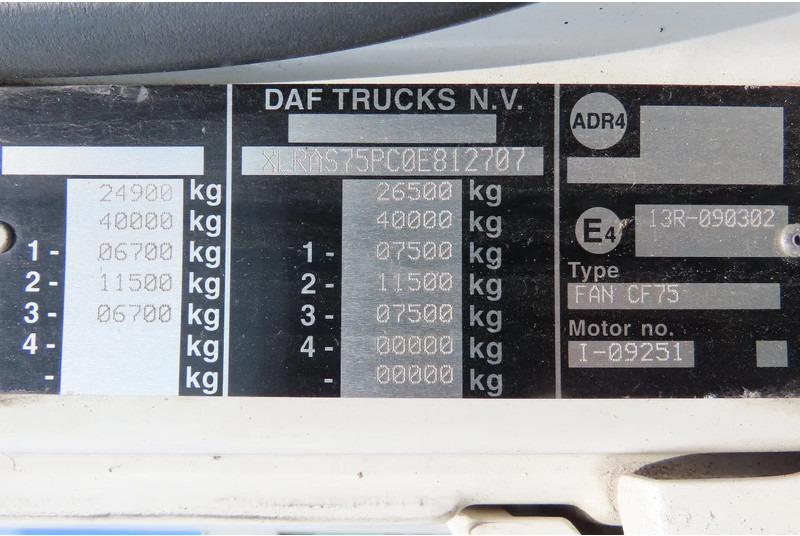 DAF TRUCKS N.V.
XLRAS75PC0E812707
24900 kg
40000 kg
1- 06700 kg
2- 11500 kg
3- 06700 kg
4- kg
- kg
26500 kg
40000 kg
1- 07500 kg
2- 11500 kg
3- 07500 kg
4- 00000 kg
- 00000 kg
ADR4
E4 13R-090302
Type
FAN CF75
Motor no.
I-09251